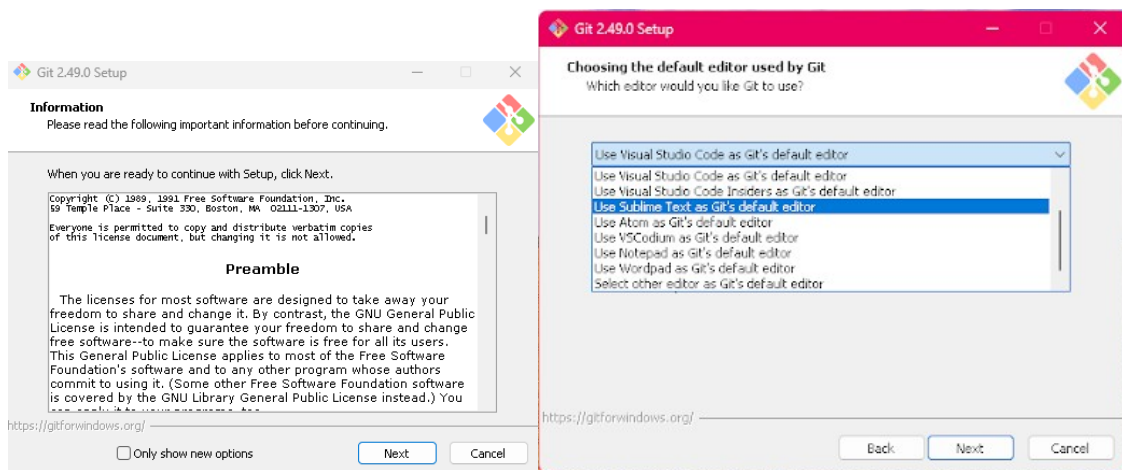 Git 2.49.0 Setup
Information
Please read the following important information before continuing.
When you are ready to continue with Setup, click Next.
Copyright (C) 1989, 1991 Free Software Foundation, Inc.
59 Temple Place - Suite 330, Boston, MA  02111-1307, USA
Everyone is permitted to copy and distribute verbatim copies
of this license document, but changing it is not allowed.
Preamble
The licenses for most software are designed to take away your
freedom to share and change it. By contrast, the GNU General Public
License is intended to guarantee your freedom to share and change
free software--to make sure the software is free for all its users.
This General Public License applies to most of the Free Software
Foundation's software and to any other program whose authors
commit to using it. (Some other Free Software Foundation software
is covered by the GNU Library General Public License instead.) You
https://gitforwindows.org/
Only show new options
Next
Cancel
Git 2.49.0 Setup
Choosing the default editor used by Git
Which editor would you like Git to use?
Use Visual Studio Code as Git's default editor
Use Visual Studio Code as Git's default editor
Use Visual Studio Code Insiders as Git's default editor
Use Sublime Text as Git's default editor
Use Atom as Git's default editor
Use VSCodium as Git's default editor
Use Notepad as Git's default editor
Use Wordpad as Git's default editor
Select other editor as Git's default editor
https://gitforwindows.org/
Back
Next
Cancel